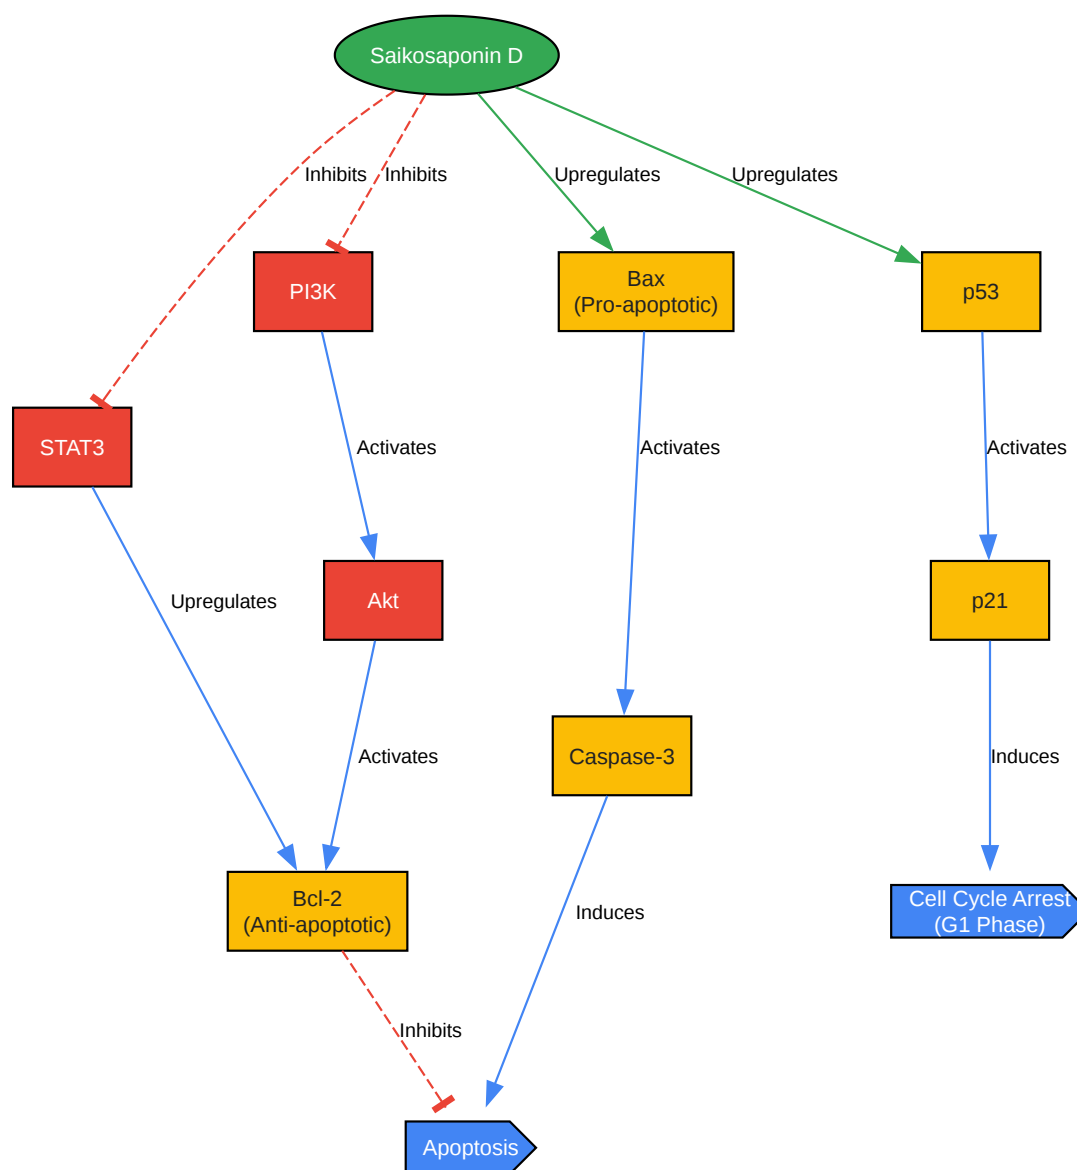 Saikosaponin D
Inhibits
Inhibits
Upregulates
Upregulates
PI3K
Bax
(Pro-apoptotic)
p53
STAT3
Activates
Activates
Activates
Upregulates
Akt
p21
Activates
Caspase-3
Induces
Bcl-2
(Anti-apoptotic)
Induces
Cell Cycle Arrest
(G1 Phase)
Inhibits
Apoptosis